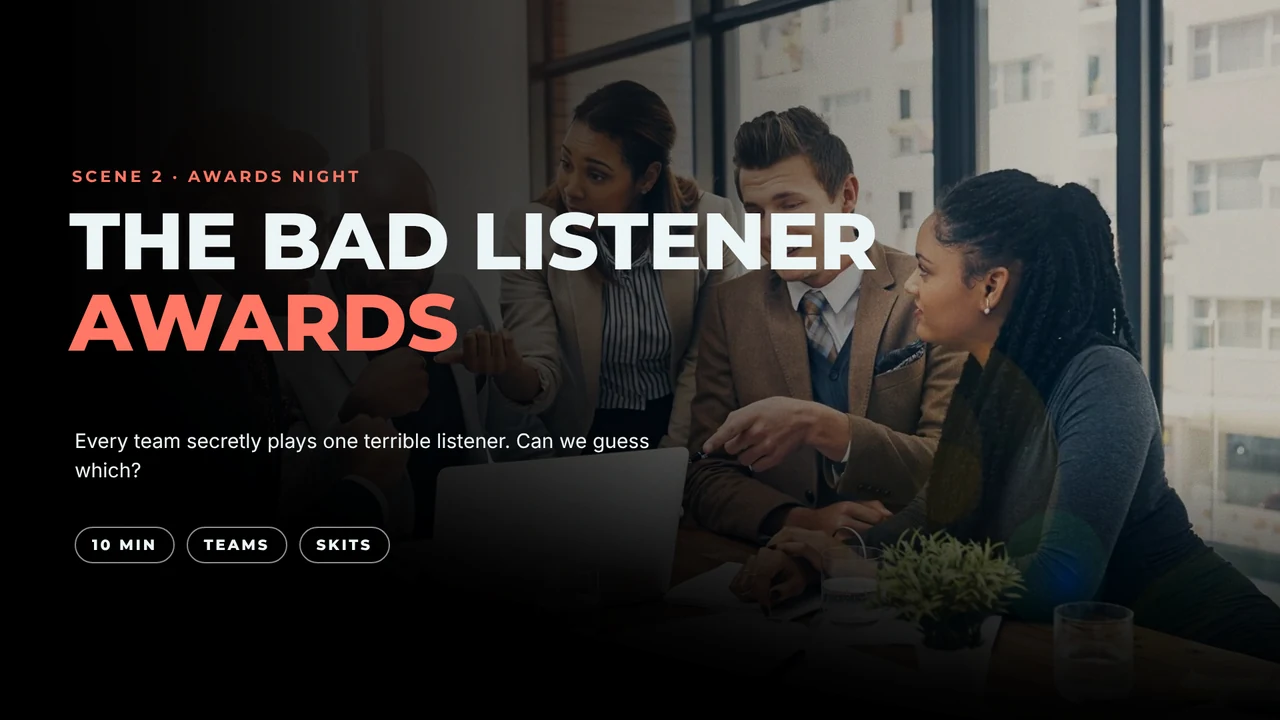 SCENE 2 · AWARDS NIGHT
THE BAD LISTENER
AWARDS
Every team secretly plays one terrible listener. Can we guess
which?
10 MIN TEAMS SKITS